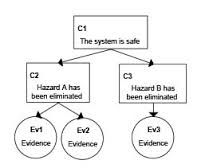 C1
The system is safe
C2
Hazard A has
been eliminated
C3
Hazard B has
been eliminated
Ev1
Evidence
Ev2
Evidence
Ev3
Evidence